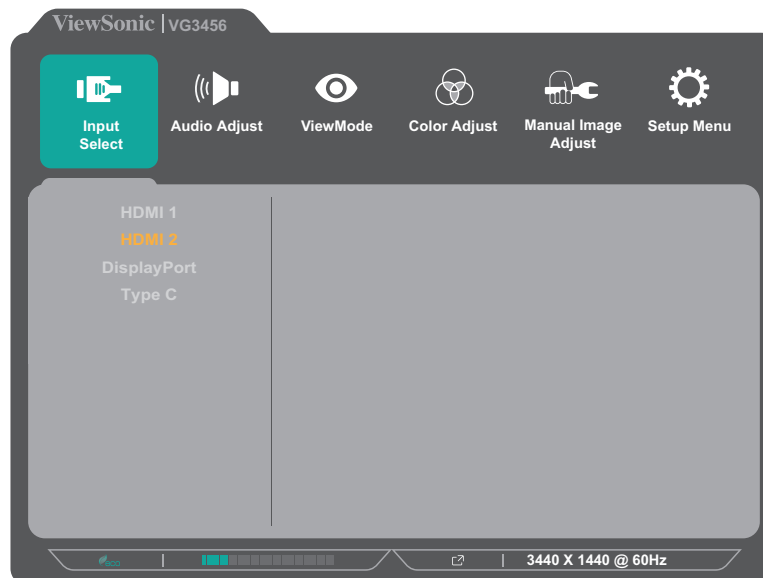 ViewSonic | VG3456
Input Select
Audio Adjust
ViewMode
Color Adjust
Manual Image Adjust
Setup Menu
HDMI 1
HDMI 2
DisplayPort
Type C
eco
3440 X 1440 @ 60Hz